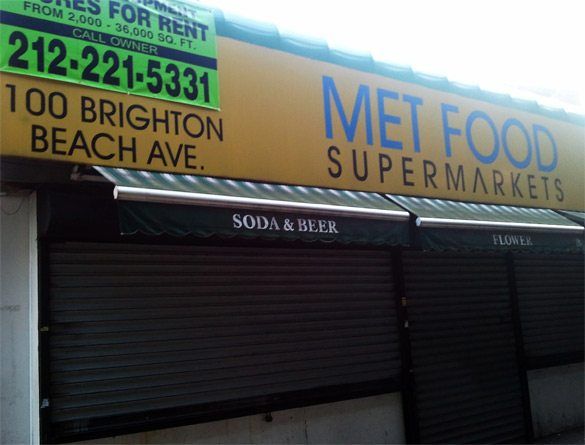 RES FOR RENT
FROM 2,000 - 36,000 SQ. FT.
CALL OWNER
212-221-5331
100 BRIGHTON
BEACH AVE.
MET FOOD
SUPERMARKETS
SODA & BEER
FLOWER